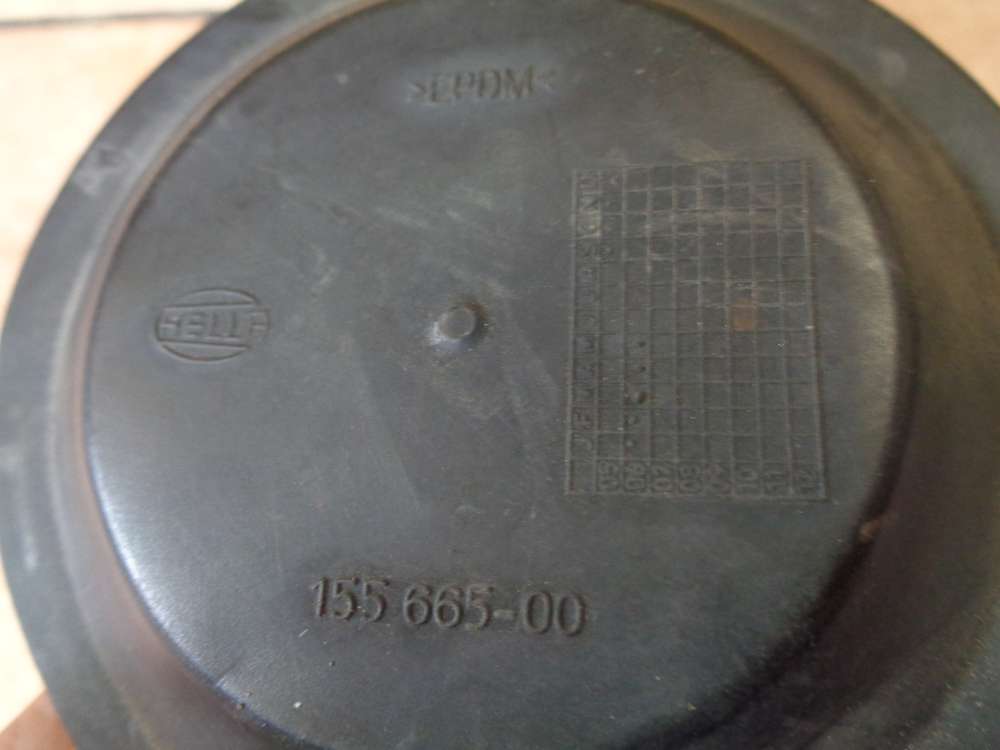 >EPDM<
HELLA
J F M A M J J A S O N D
155 665-00